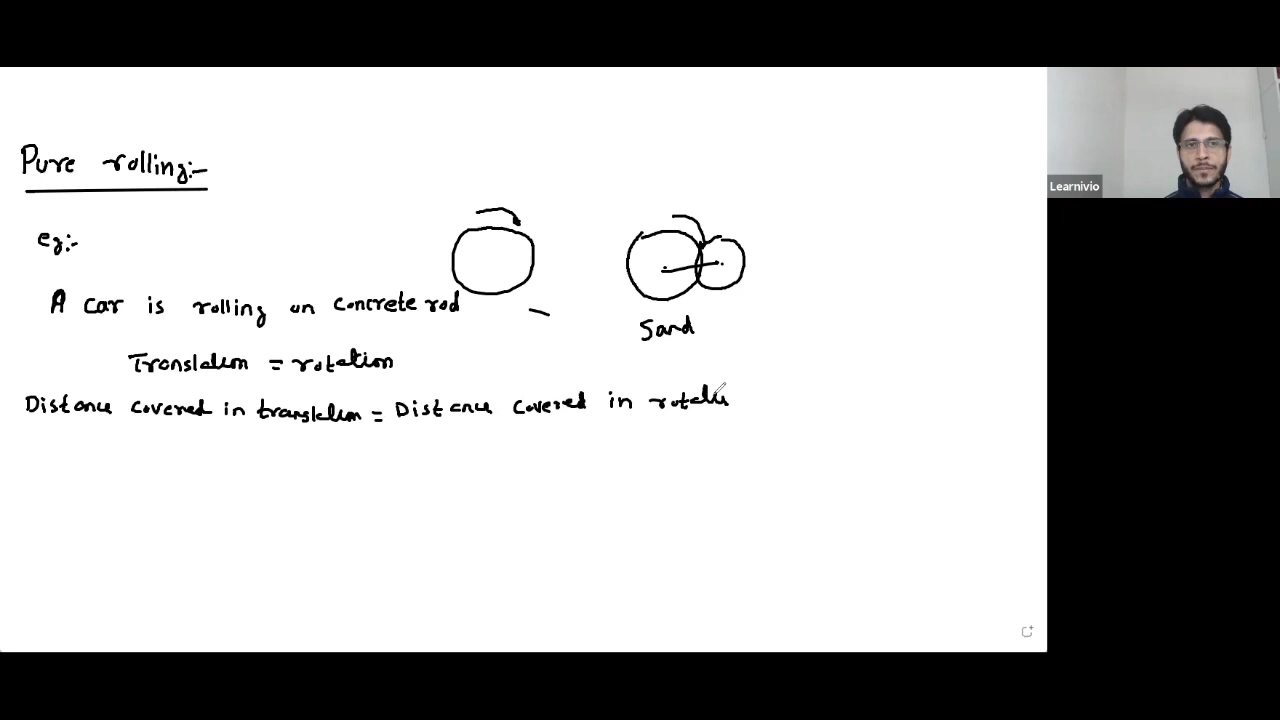 Pure rolling:-
eg:-
A car is rolling on concrete rod
Sand
Translation = rotation
Distance covered in translation = Distance covered in rotatio
Learnivio